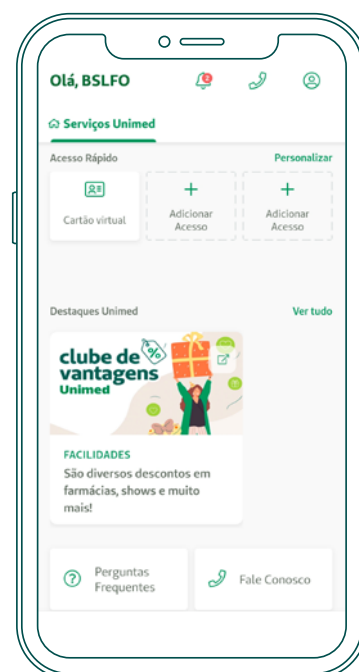 Olá, BSLFO
2
Serviços Unimed
Acesso Rápido
Personalizar
Cartão virtual
Adicionar
Acesso
Adicionar
Acesso
Destaques Unimed
Ver tudo
clube de
vantagens
Unimed
%
FACILIDADES
São diversos descontos em
farmácias, shows e muito
mais!
Perguntas
Frequentes
Fale Conosco